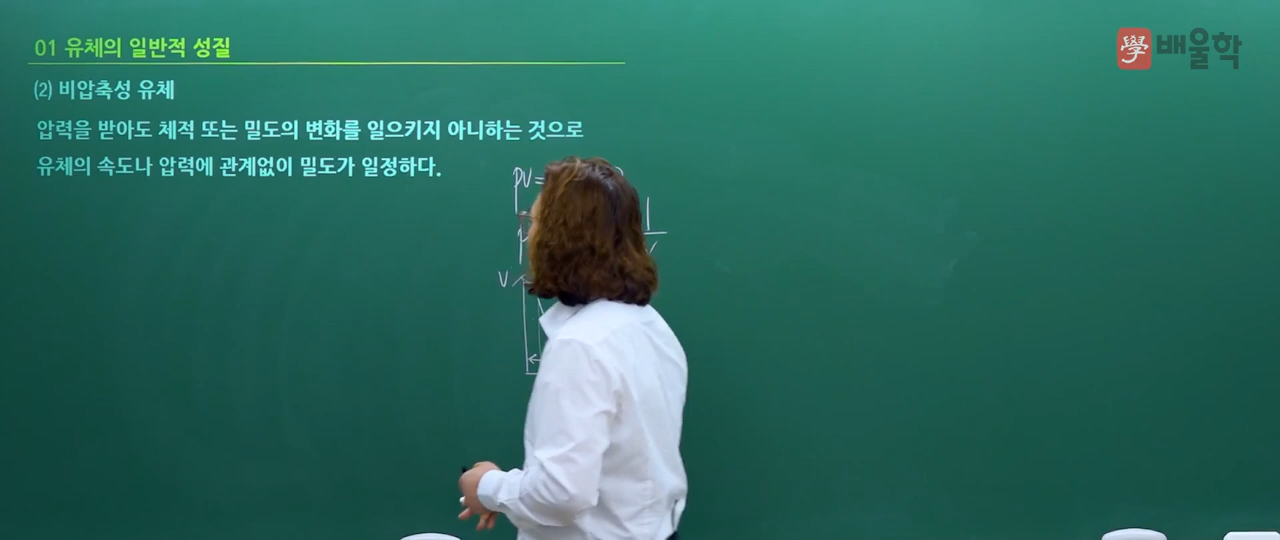 01 유체의 일반적 성질
學 배울학
(2) 비압축성 유체
압력을 받아도 체적 또는 밀도의 변화를 일으키지 아니하는 것으로
유체의 속도나 압력에 관계없이 밀도가 일정하다.
PV=
1
P
V